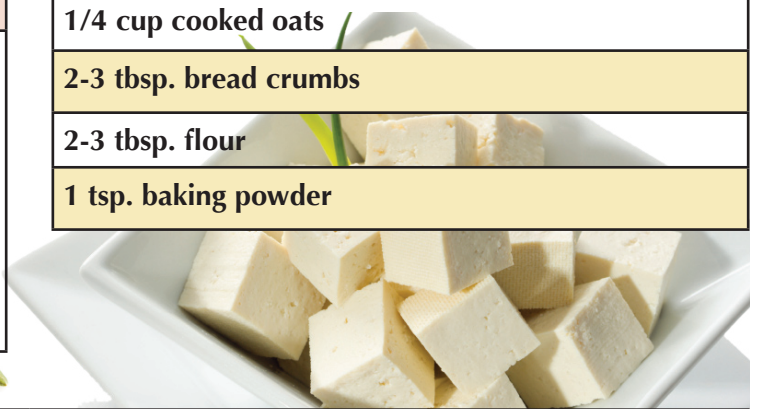 1/4 cup cooked oats
2-3 tbsp. bread crumbs
2-3 tbsp. flour
1 tsp. baking powder